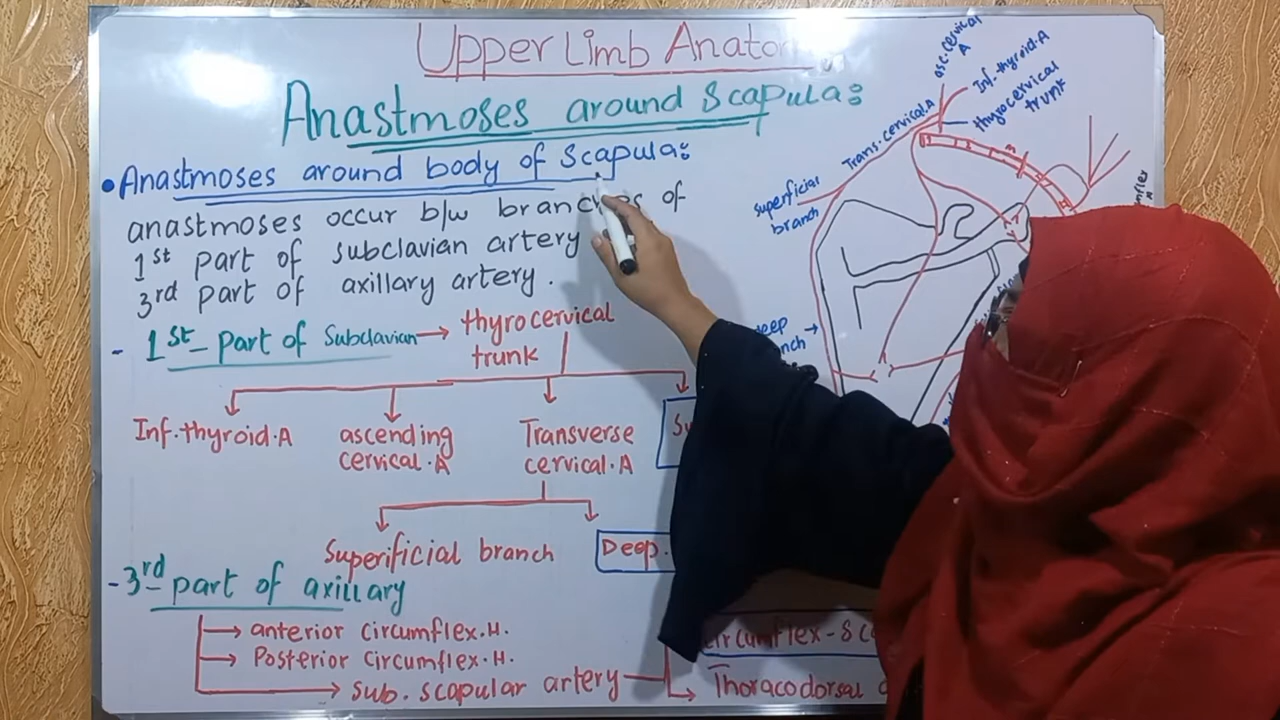 Upper Limb
Anastmoses around Scapula:
• Anastmoses around body of Scapula:
anastmoses occur b/w branches of
1st part of subclavian artery
3rd part of axillary artery.
- 1st part of Subclavian → thyrocervical
trunk
Inf.thyroid.A
ascending
cervical.A
Transverse
cervical.A
Superificial branch
Deep.
- 3rd part of axillary
anterior circumflex.H.
Posterior circumflex.H.
sub. scapular artery
Thoracodorsal
asc.cervical
A
Inf.thyroid.A
thyrocervical
trunk
Trans.cervical.A
superficial
branch